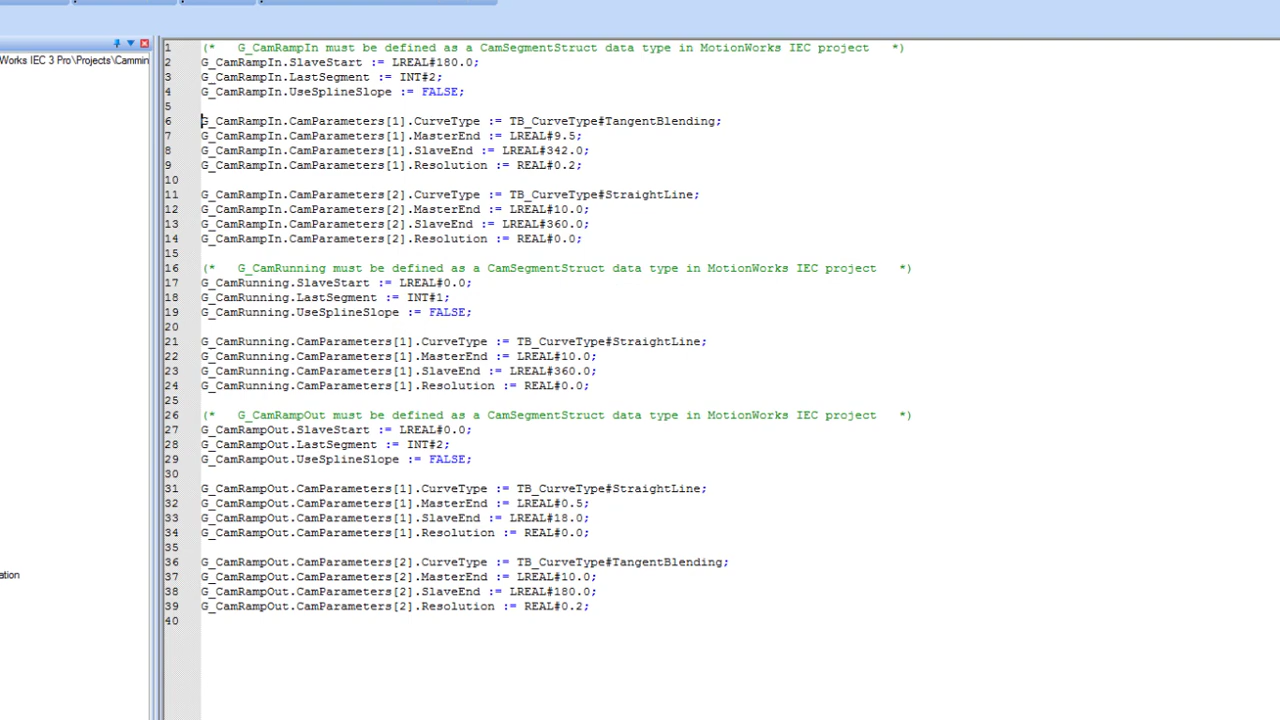 Works IEC 3 Pro\Projects\Cammin
ation
1 (* G_CamRampIn must be defined as a CamSegmentStruct data type in MotionWorks IEC project *)
2 G_CamRampIn.SlaveStart := LREAL#180.0;
3 G_CamRampIn.LastSegment := INT#2;
4 G_CamRampIn.UseSplineSlope := FALSE;
5
6 G_CamRampIn.CamParameters[1].CurveType := TB_CurveType#TangentBlending;
7 G_CamRampIn.CamParameters[1].MasterEnd := LREAL#9.5;
8 G_CamRampIn.CamParameters[1].SlaveEnd := LREAL#342.0;
9 G_CamRampIn.CamParameters[1].Resolution := REAL#0.2;
10
11 G_CamRampIn.CamParameters[2].CurveType := TB_CurveType#StraightLine;
12 G_CamRampIn.CamParameters[2].MasterEnd := LREAL#10.0;
13 G_CamRampIn.CamParameters[2].SlaveEnd := LREAL#360.0;
14 G_CamRampIn.CamParameters[2].Resolution := REAL#0.0;
15
16 (* G_CamRunning must be defined as a CamSegmentStruct data type in MotionWorks IEC project *)
17 G_CamRunning.SlaveStart := LREAL#0.0;
18 G_CamRunning.LastSegment := INT#1;
19 G_CamRunning.UseSplineSlope := FALSE;
20
21 G_CamRunning.CamParameters[1].CurveType := TB_CurveType#StraightLine;
22 G_CamRunning.CamParameters[1].MasterEnd := LREAL#10.0;
23 G_CamRunning.CamParameters[1].SlaveEnd := LREAL#360.0;
24 G_CamRunning.CamParameters[1].Resolution := REAL#0.0;
25
26 (* G_CamRampOut must be defined as a CamSegmentStruct data type in MotionWorks IEC project *)
27 G_CamRampOut.SlaveStart := LREAL#0.0;
28 G_CamRampOut.LastSegment := INT#2;
29 G_CamRampOut.UseSplineSlope := FALSE;
30
31 G_CamRampOut.CamParameters[1].CurveType := TB_CurveType#StraightLine;
32 G_CamRampOut.CamParameters[1].MasterEnd := LREAL#0.5;
33 G_CamRampOut.CamParameters[1].SlaveEnd := LREAL#18.0;
34 G_CamRampOut.CamParameters[1].Resolution := REAL#0.0;
35
36 G_CamRampOut.CamParameters[2].CurveType := TB_CurveType#TangentBlending;
37 G_CamRampOut.CamParameters[2].MasterEnd := LREAL#10.0;
38 G_CamRampOut.CamParameters[2].SlaveEnd := LREAL#180.0;
39 G_CamRampOut.CamParameters[2].Resolution := REAL#0.2;
40